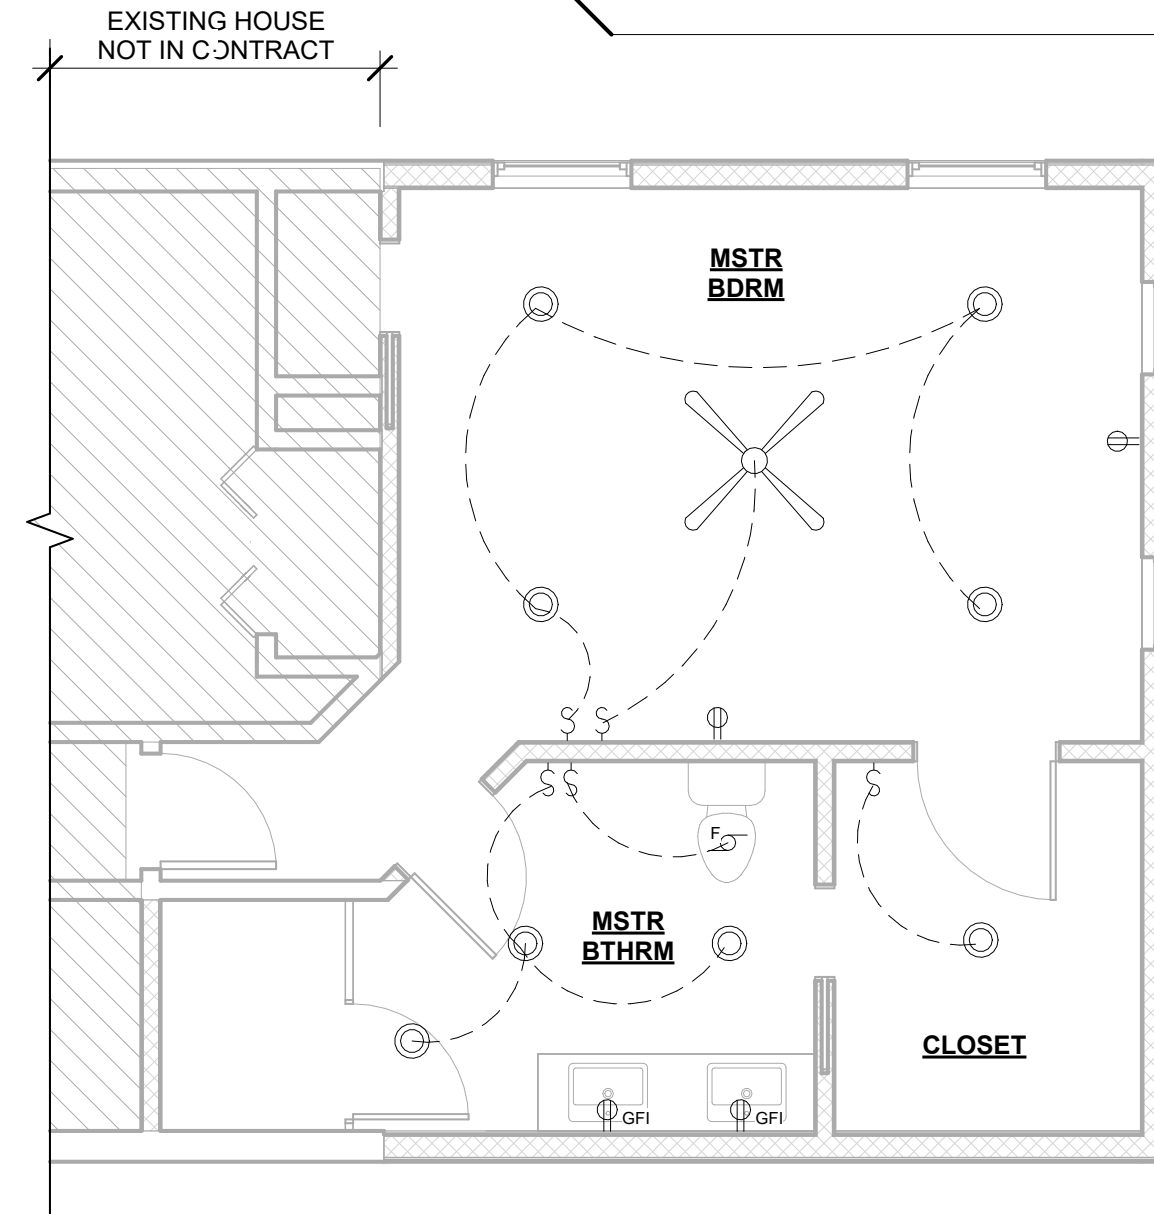 EXISTING HOUSE
NOT IN CONTRACT
MSTR
BDRM
S S
S S
S
F
MSTR
BTHRM
CLOSET
GFI
GFI